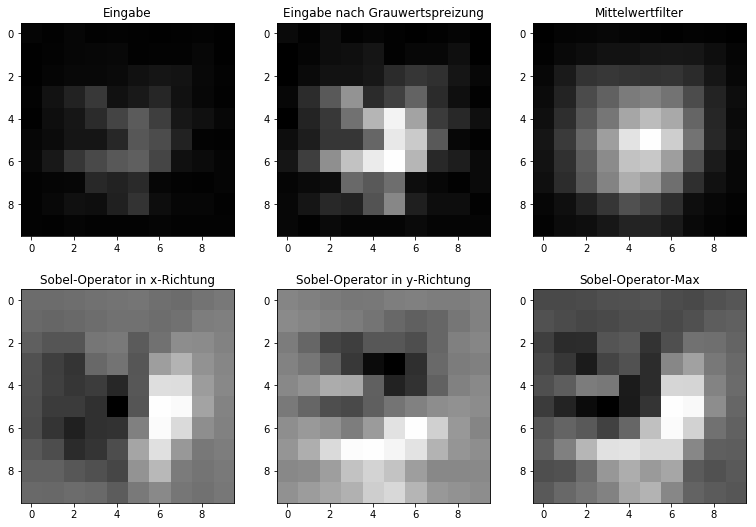 Eingabe
Eingabe nach Grauwertspreizung
Mittelwertfilter
0
2
4
6
8
0 2 4 6 8
0
2
4
6
8
0 2 4 6 8
0
2
4
6
8
0 2 4 6 8
Sobel-Operator in x-Richtung
Sobel-Operator in y-Richtung
Sobel-Operator-Max
0
2
4
6
8
0 2 4 6 8
0
2
4
6
8
0 2 4 6 8
0
2
4
6
8
0 2 4 6 8